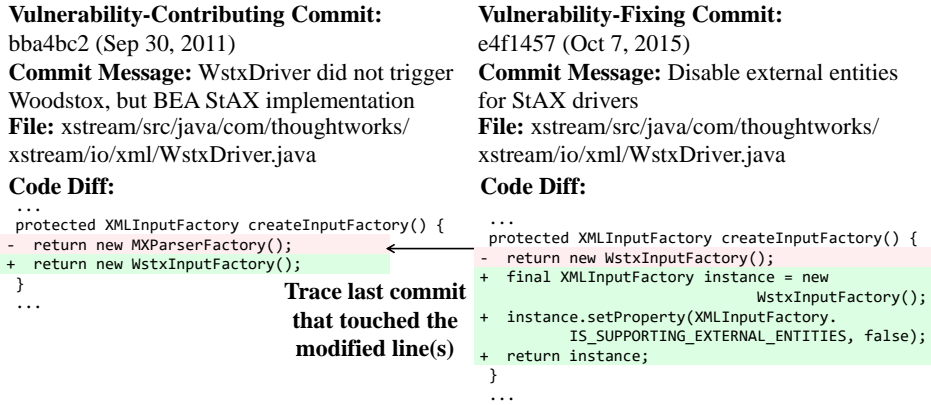 Vulnerability-Contributing Commit:
bba4bc2 (Sep 30, 2011)
Commit Message: WstxDriver did not trigger
Woodstox, but BEA StAX implementation
File: xstream/src/java/com/thoughtworks/
xstream/io/xml/WstxDriver.java
Code Diff:
...
protected XMLInputFactory createInputFactory() {
-  return new MXParserFactory();
+  return new WstxInputFactory();
}
...
Trace last commit
that touched the
modified line(s)
Vulnerability-Fixing Commit:
e4f1457 (Oct 7, 2015)
Commit Message: Disable external entities
for StAX drivers
File: xstream/src/java/com/thoughtworks/
xstream/io/xml/WstxDriver.java
Code Diff:
...
protected XMLInputFactory createInputFactory() {
-  return new WstxInputFactory();
+  final XMLInputFactory instance = new
WstxInputFactory();
+  instance.setProperty(XMLInputFactory.
IS_SUPPORTING_EXTERNAL_ENTITIES, false);
+  return instance;
}
...